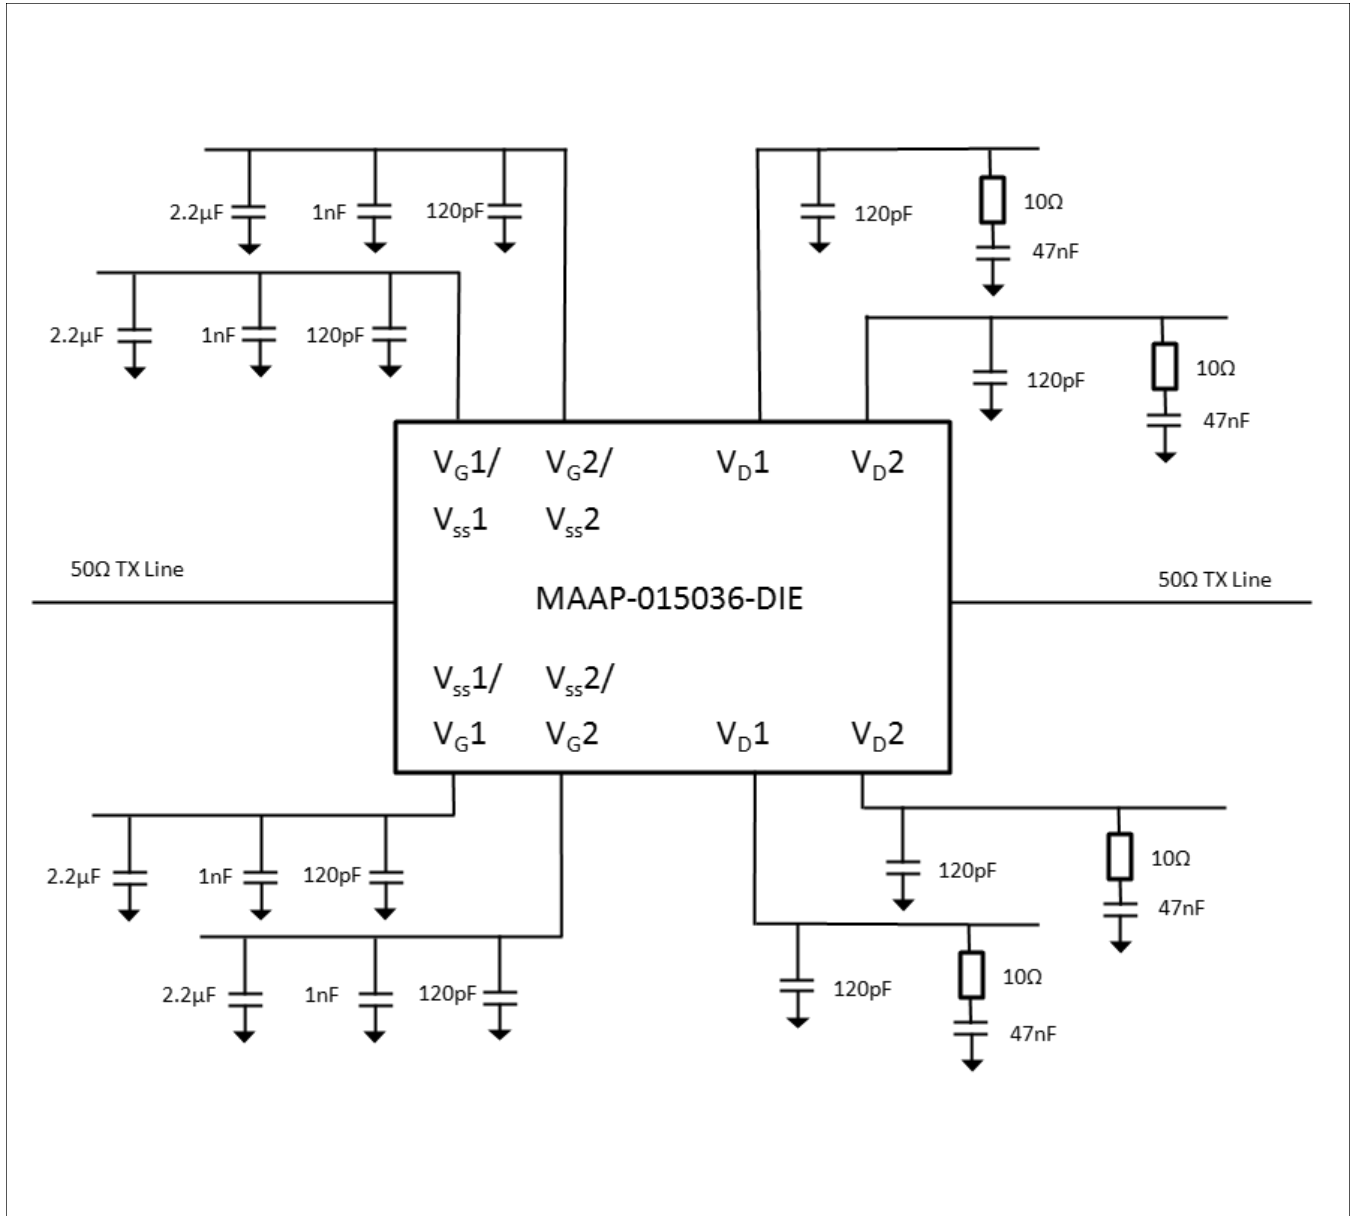 2.2µF 1nF 120pF 120pF 10Ω
47nF
2.2µF 1nF 120pF 120pF 10Ω
47nF
VG1/ VG2/ VD1 VD2
Vss1 Vss2
50Ω TX Line 50Ω TX Line
MAAP-015036-DIE
Vss1/ Vss2/
VG1 VG2 VD1 VD2
2.2µF 1nF 120pF 120pF 10Ω
47nF
2.2µF 1nF 120pF 120pF 10Ω
47nF